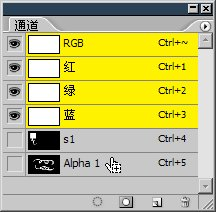 通道
RGB Ctrl+~
红 Ctrl+1
绿 Ctrl+2
蓝 Ctrl+3
s1 Ctrl+4
Alpha 1 Ctrl+5